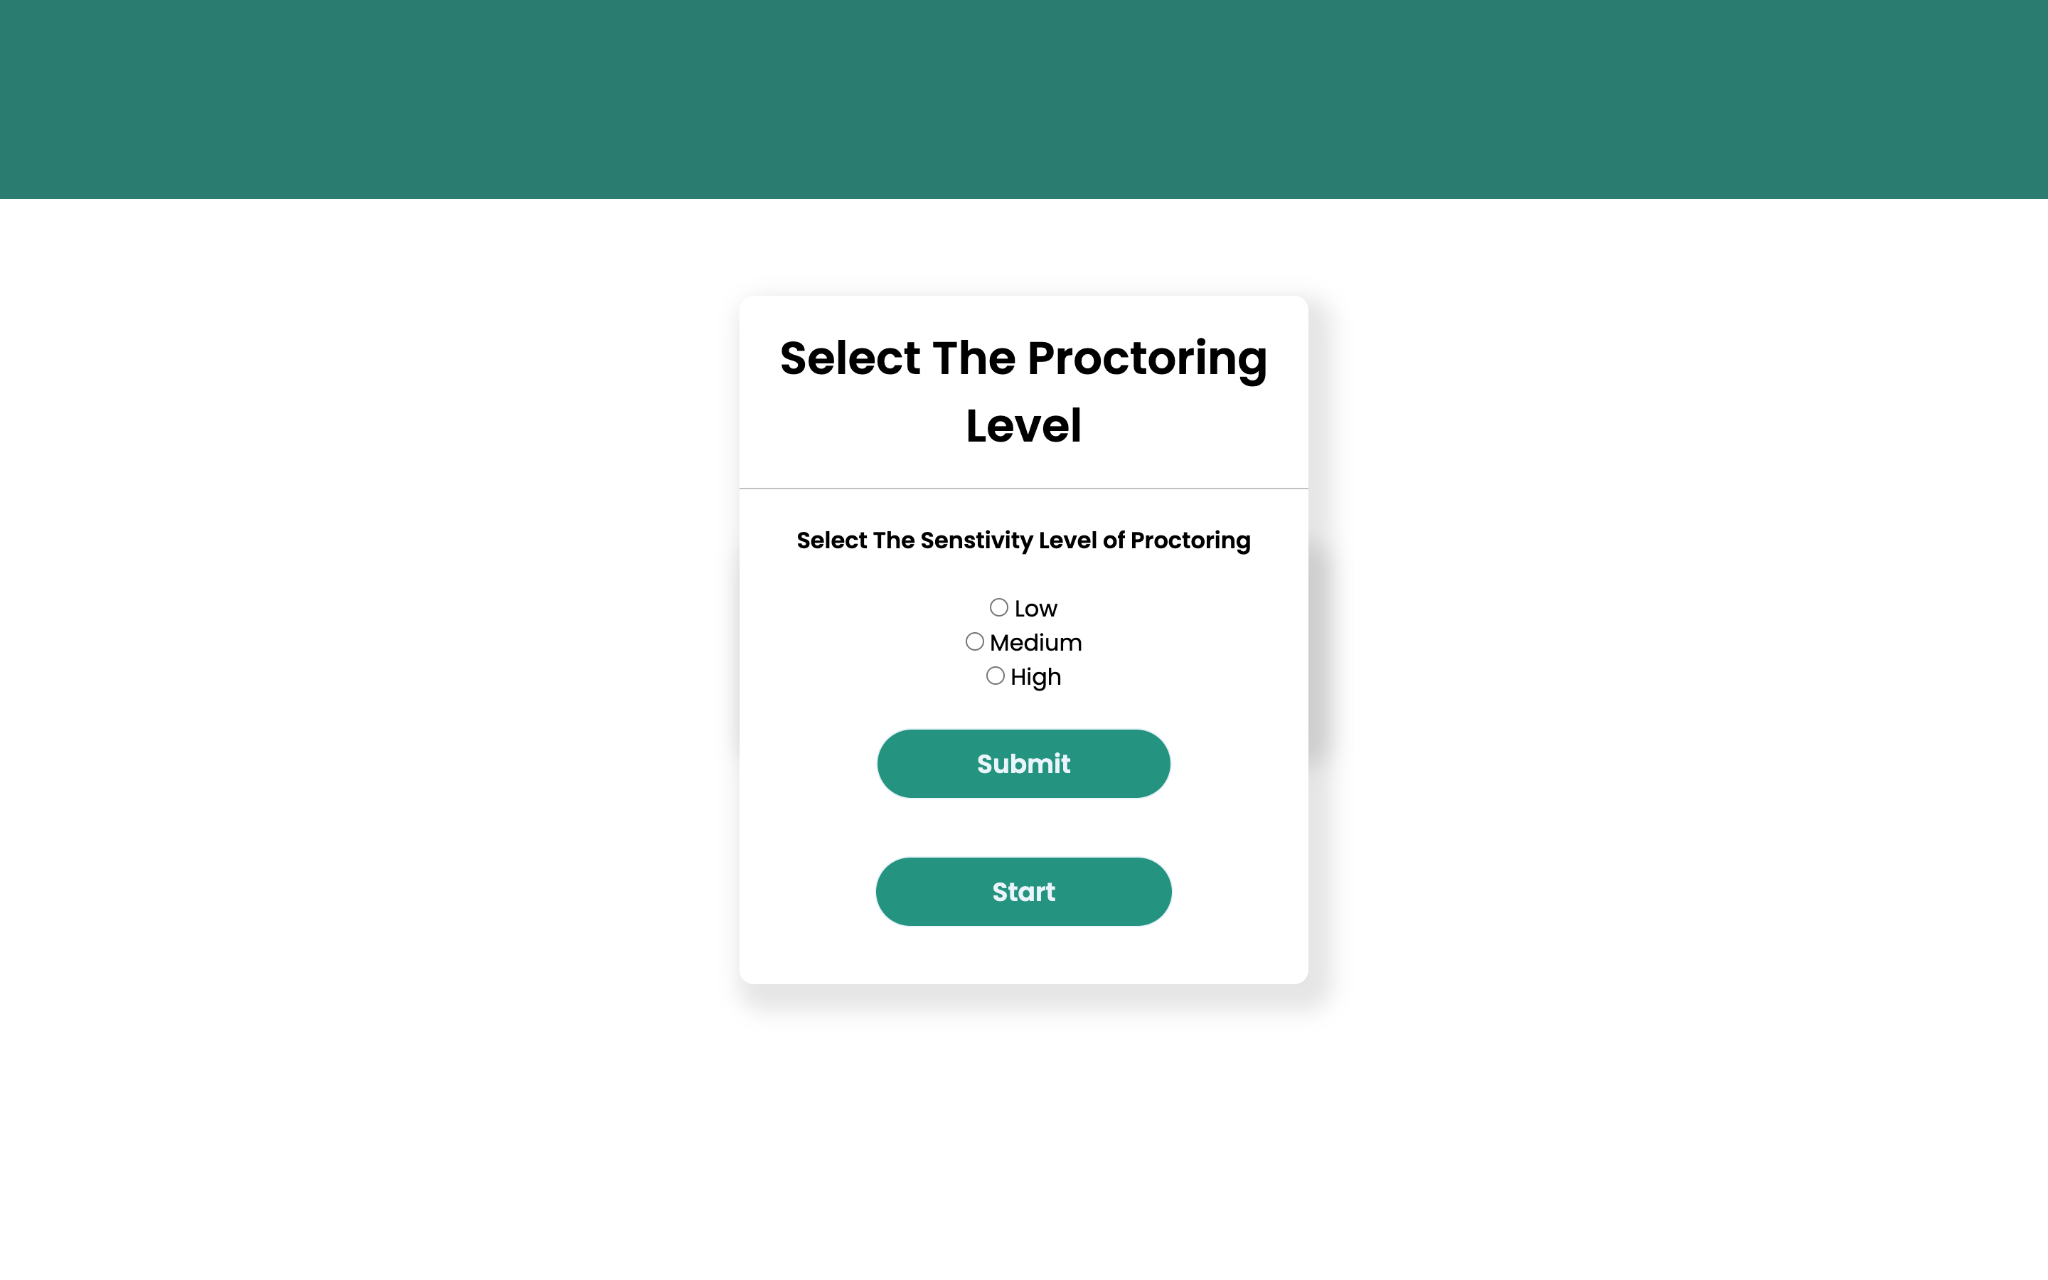 Select The Proctoring
Level
Select The Senstivity Level of Proctoring
Low
Medium
High
Submit
Start